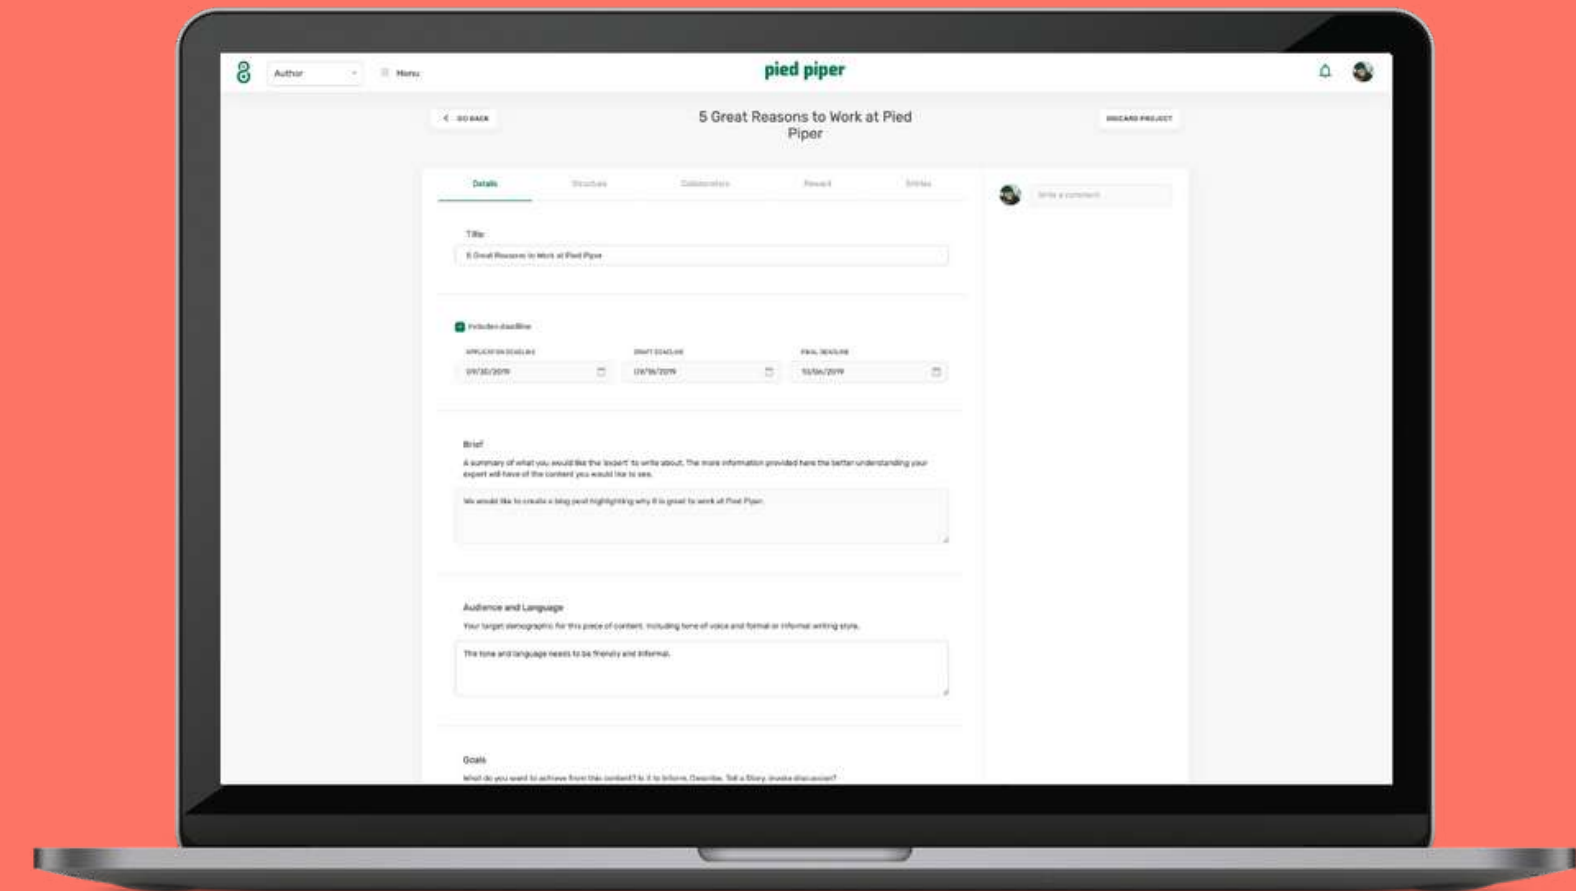 Author
Menu
pied piper
GO BACK
5 Great Reasons to Work at Pied
Piper
DISCARD PROJECT
Details
Structure
Collaborators
Reward
Entries
Write a comment
Title
5 Great Reasons to Work at Pied Piper
Includes deadline
APPLICATION DEADLINE
DRAFT DEADLINE
FINAL DEADLINE
09/20/2019
10/06/2019
Brief
A summary of what you would like the 'expert' to write about. The more information provided here the better understanding your
expert will have of the content you would like to see.
We would like to create a blog post highlighting why it is great to work at Pied Piper.
Audience and Language
Your target demographic for this piece of content, including tone of voice and formal or informal writing style.
The tone and language needs to be friendly and informal.
Goals
What do you want to achieve from this content? Is it to Inform, Describe, Tell a Story, invoke discussion?